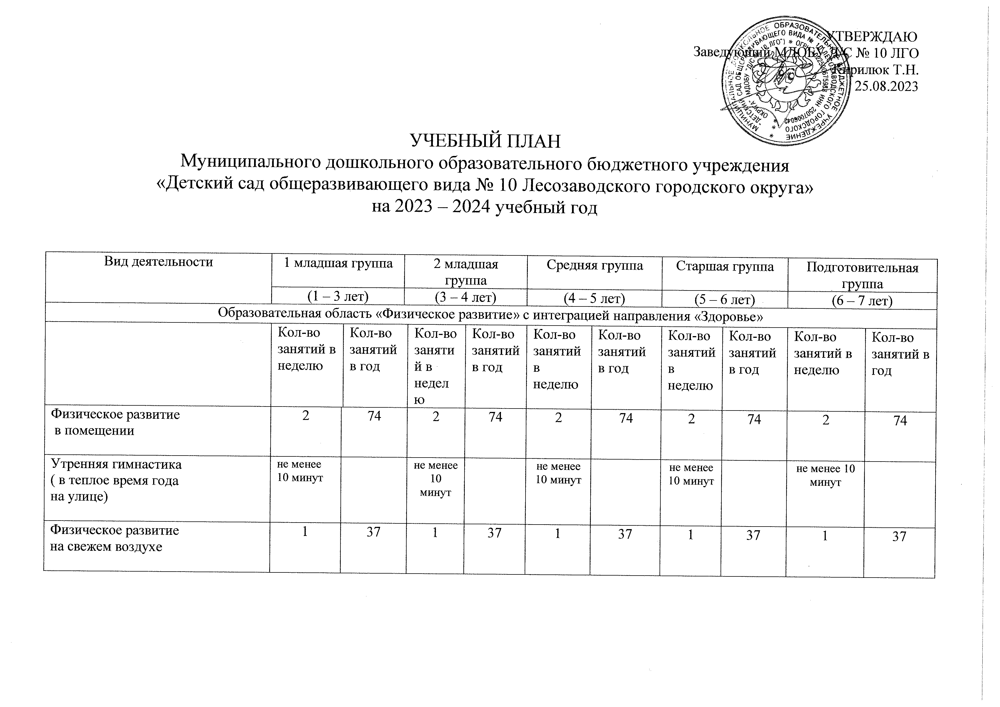 УТВЕРЖДАЮ
Заведующий МДОБУ Д/С № 10 ЛГО
Кирилюк Т.Н.
25.08.2023
МУНИЦИПАЛЬНОЕ ДОШКОЛЬНОЕ ОБРАЗОВАТЕЛЬНОЕ БЮДЖЕТНОЕ УЧРЕЖДЕНИЕ *
"ДЕТСКИЙ САД ОБЩЕРАЗВИВАЮЩЕГО ВИДА № 10 ЛЕСОЗАВОДСКОГО ГОРОДСКОГО *
ОКРУГА" МДОБУ "Д/С № 10 ЛГО") * ОГРН 1022500675988 ИНН 2507006042 *
УЧЕБНЫЙ ПЛАН
Муниципального дошкольного образовательного бюджетного учреждения
«Детский сад общеразвивающего вида № 10 Лесозаводского городского округа»
на 2023 – 2024 учебный год
Вид деятельности 1 младшая группа 2 младшая группа Средняя группа Старшая группа Подготовительная группа
(1 – 3 лет) (3 – 4 лет) (4 – 5 лет) (5 – 6 лет) (6 – 7 лет)
Образовательная область «Физическое развитие» с интеграцией направления «Здоровье»
Кол-во Кол-во Кол-во Кол-во Кол-во Кол-во Кол-во Кол-во Кол-во Кол-во
занятий в занятий заняти занятий занятий занятий занятий занятий занятий в занятий в
неделю в год й в в год в в год в в год неделю год
недел неделю неделю
ю
Физическое развитие 2 74 2 74 2 74 2 74 2 74
в помещении
Утренняя гимнастика не менее не менее не менее не менее не менее 10
( в теплое время года 10 минут 10 10 минут 10 минут минут
на улице) минут
Физическое развитие 1 37 1 37 1 37 1 37 1 37
на свежем воздухе